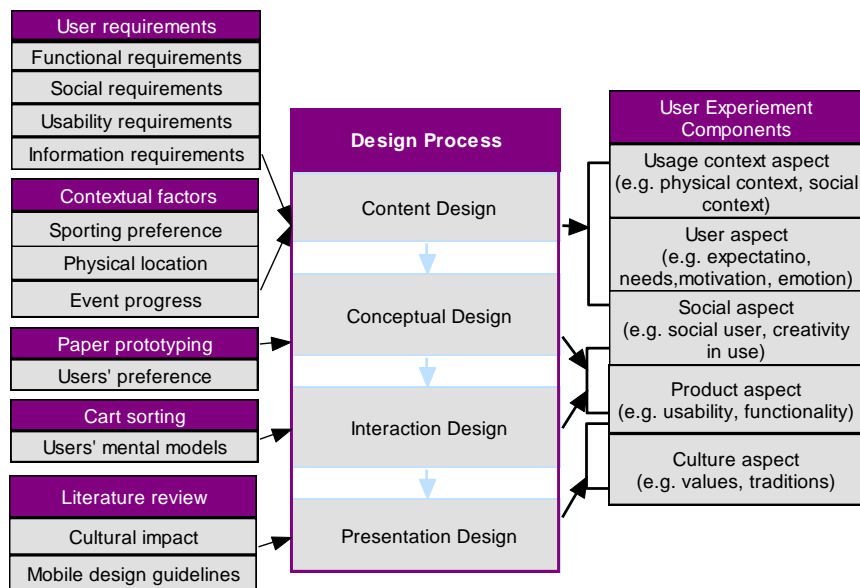 User requirements
Functional requirements
Social requirements
Usability requirements
Information requirements
Contextual factors
Sporting preference
Physical location
Event progress
Paper prototyping
Users' preference
Cart sorting
Users' mental models
Literature review
Cultural impact
Mobile design guidelines
Design Process
Content Design
Conceptual Design
Interaction Design
Presentation Design
User Experiement
Components
Usage context aspect
(e.g. physical context, social
context)
User aspect
(e.g. expectatino,
needs,motivation, emotion)
Social aspect
(e.g. social user, creativity
in use)
Product aspect
(e.g. usability, functionality)
Culture aspect
(e.g. values, traditions)